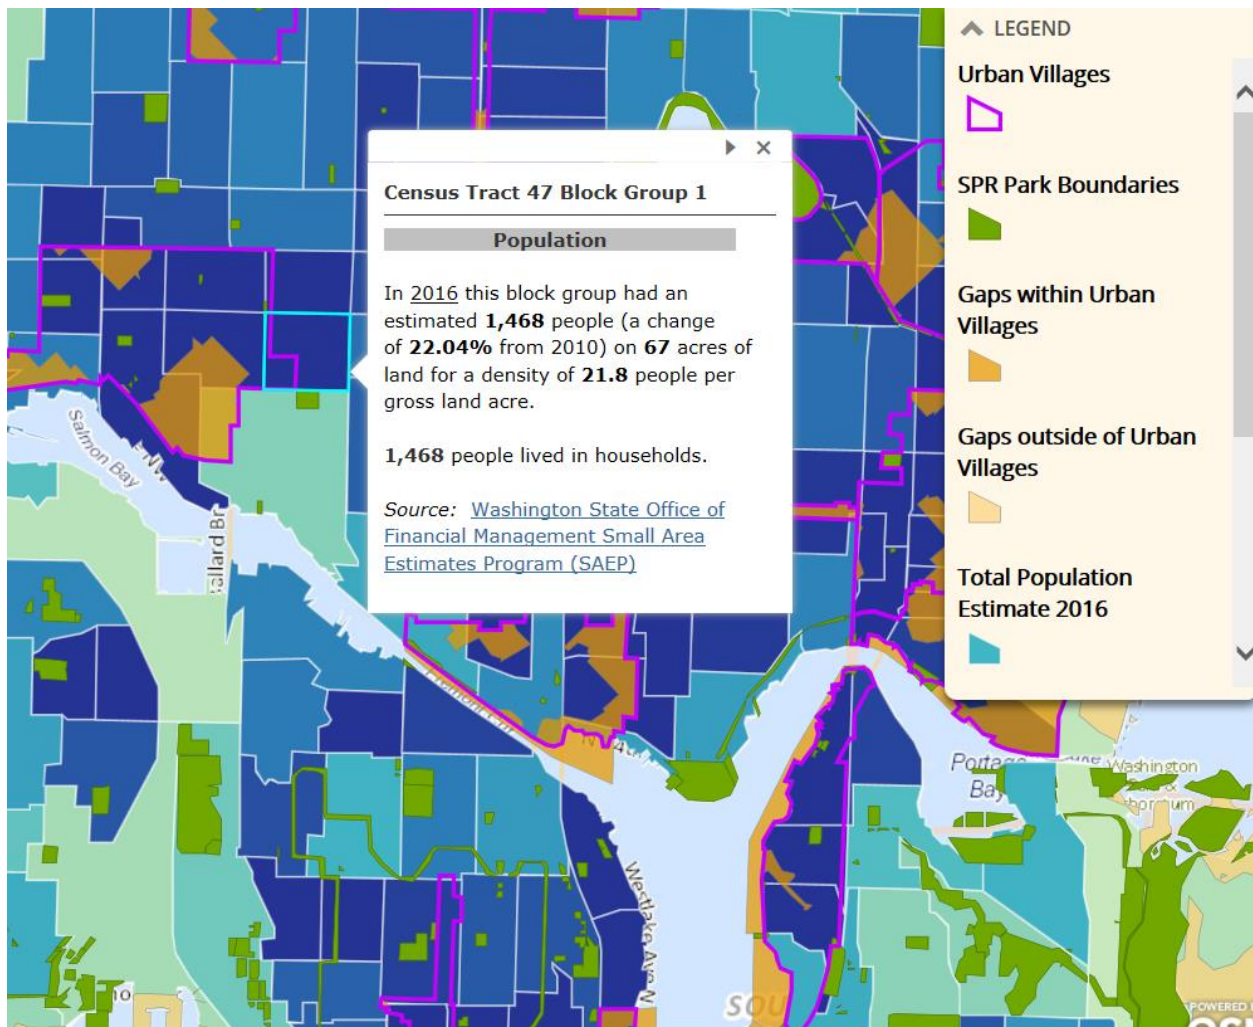 LEGEND
Urban Villages
SPR Park Boundaries
Gaps within Urban
Villages
Gaps outside of Urban
Villages
Total Population
Estimate 2016
Census Tract 47 Block Group 1
Population
In 2016 this block group had an
estimated 1,468 people (a change
of 22.04% from 2010) on 67 acres of
land for a density of 21.8 people per
gross land acre.
1,468 people lived in households.
Source: Washington State Office of
Financial Management Small Area
Estimates Program (SAEP)
Salmon Bay
NW
allard Br
Westlake Ave N
Portage
Bay
Washington
SOU
POWERED